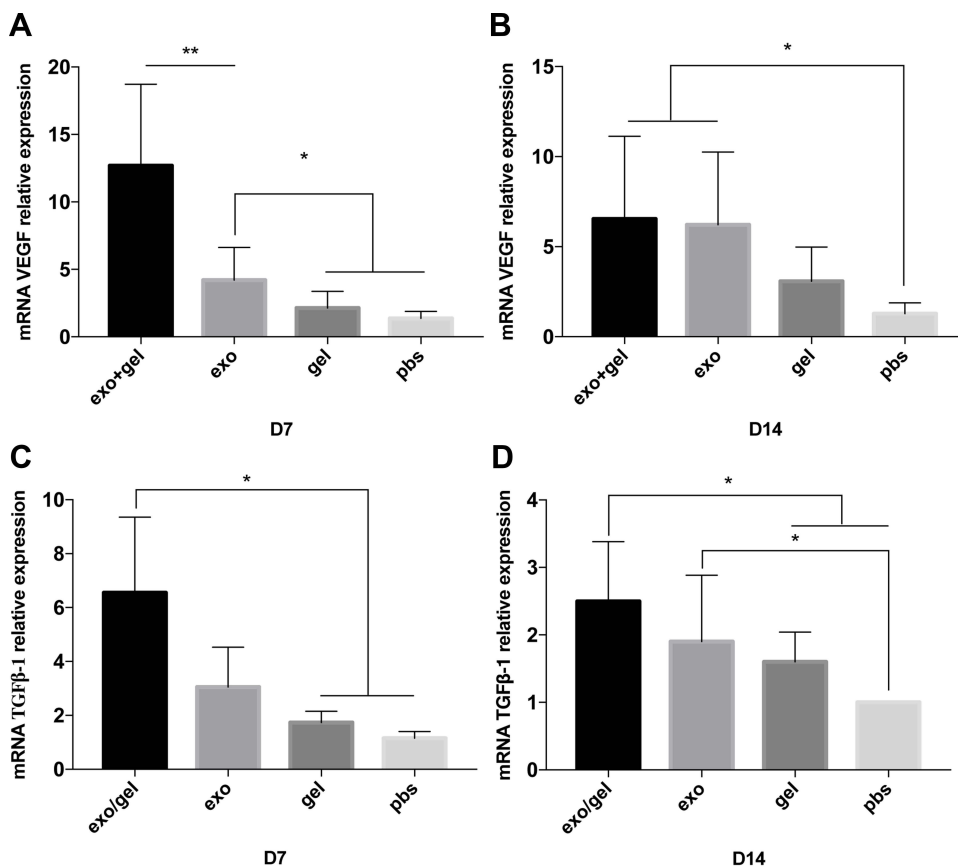 A
mRNA VEGF relative expression
20
15
10
5
0
**
*
exo+gel
exo
gel
pbs
D7
B
mRNA VEGF relative expression
15
10
5
0
*
exo+gel
exo
gel
pbs
D14
C
mRNA TGFβ-1 relative expression
10
8
6
4
2
0
*
exo/gel
exo
gel
pbs
D7
D
mRNA TGFβ-1 relative expression
4
3
2
1
0
*
*
exo/gel
exo
gel
pbs
D14